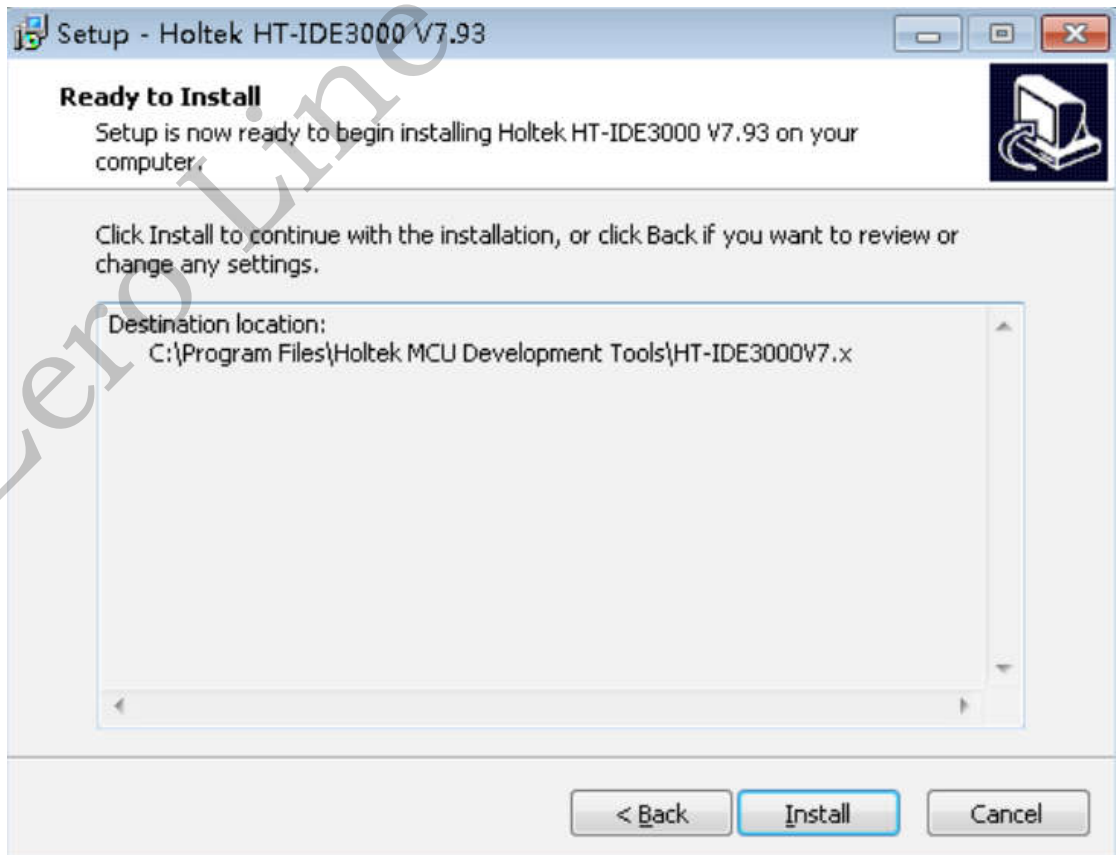 Setup - Holtek HT-IDE3000 V7.93
Ready to Install
Setup is now ready to begin installing Holtek HT-IDE3000 V7.93 on your
computer.
Click Install to continue with the installation, or click Back if you want to review or
change any settings.
Destination location:
C:\Program Files\Holtek MCU Development Tools\HT-IDE3000V7.x
< Back
Install
Cancel
Zero Line